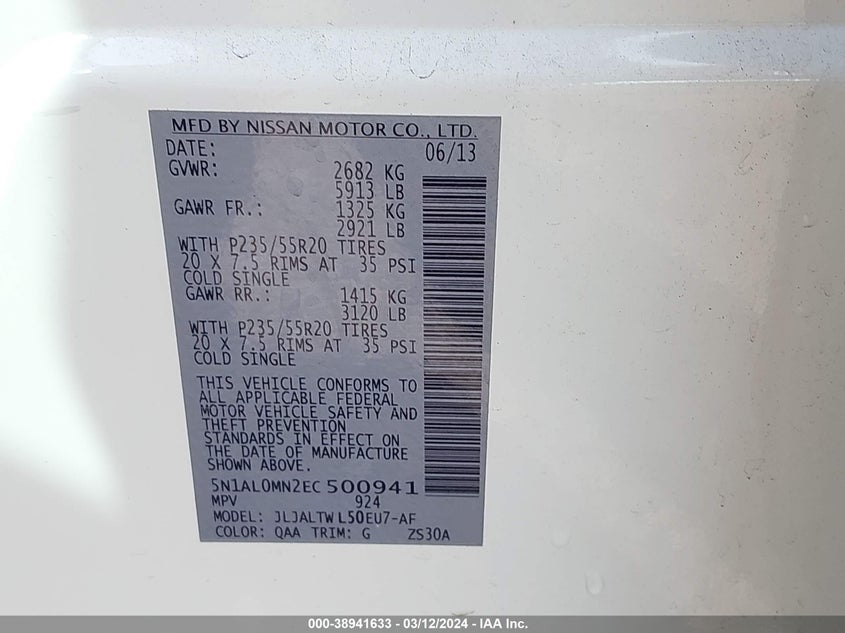 MFD BY NISSAN MOTOR CO., LTD.
DATE: 06/13
GVWR: 2682 KG
5913 LB
GAWR FR.: 1325 KG
2921 LB
WITH P235/55R20 TIRES
20 X 7.5 RIMS AT 35 PSI
COLD SINGLE
GAWR RR.: 1415 KG
3120 LB
WITH P235/55R20 TIRES
20 X 7.5 RIMS AT 35 PSI
COLD SINGLE
THIS VEHICLE CONFORMS TO
ALL APPLICABLE FEDERAL
MOTOR VEHICLE SAFETY AND
THEFT PREVENTION
STANDARDS IN EFFECT ON
THE DATE OF MANUFACTURE
SHOWN ABOVE.
5N1AL0MN2EC 500941
MPV 924
MODEL: JLJALTW L50EU7-AF
COLOR: QAA TRIM: G ZS30A
000-38941633 - 03/12/2024 - IAA Inc.